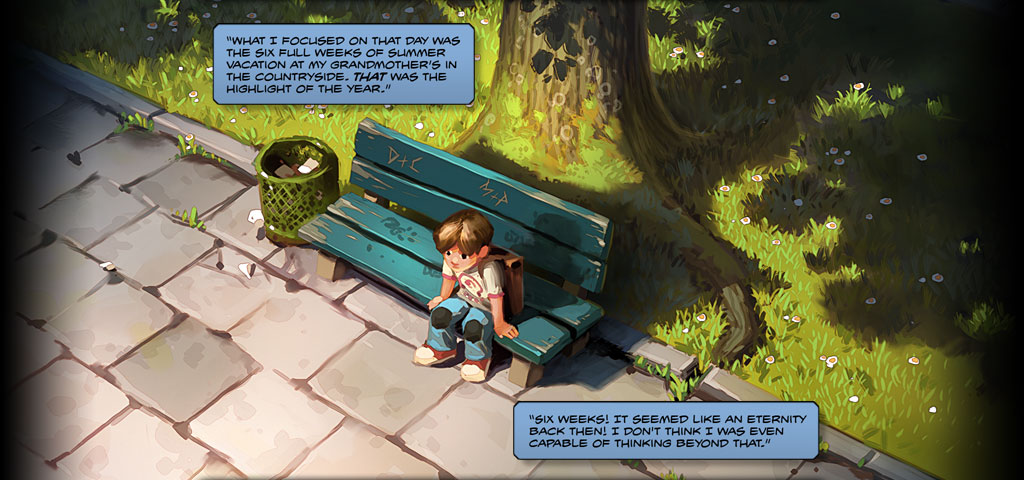 "WHAT I FOCUSED ON THAT DAY WAS
THE SIX FULL WEEKS OF SUMMER
VACATION AT MY GRANDMOTHER'S IN
THE COUNTRYSIDE. THAT WAS THE
HIGHLIGHT OF THE YEAR."
D+C
M+P
"SIX WEEKS! IT SEEMED LIKE AN ETERNITY
BACK THEN! I DON'T THINK I WAS EVEN
CAPABLE OF THINKING BEYOND THAT."